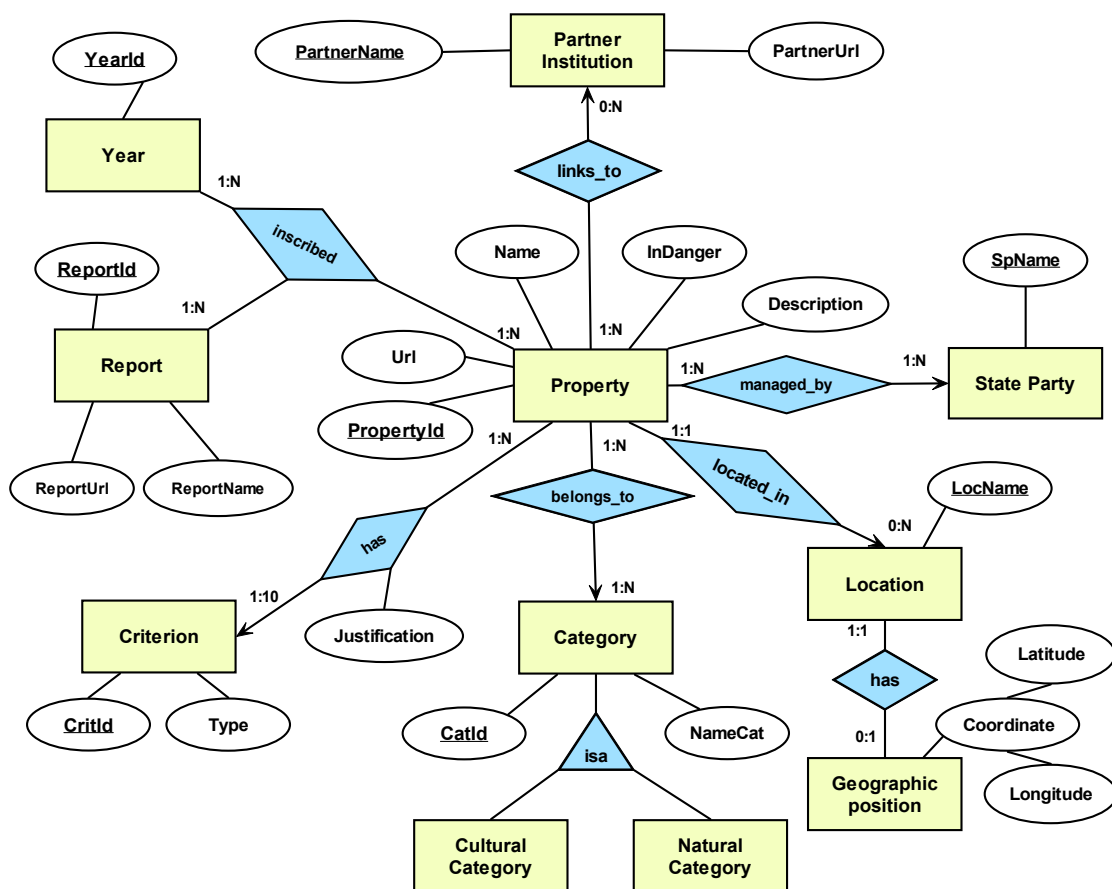 Partner
Institution
PartnerName
PartnerUrl
YearId
Year
0:N
links_to
1:N
inscribed
Name
InDanger
ReportId
SpName
Description
1:N
1:N
1:N
Report
Url
Property
1:N
managed_by
1:N
State Party
PropertyId
1:N
1:N
1:1
ReportUrl
ReportName
belongs_to
located_in
LocName
has
0:N
1:10
1:N
Location
Criterion
Justification
Category
1:1
Latitude
has
CritId
Type
CatId
NameCat
Coordinate
isa
0:1
Geographic
position
Longitude
Cultural
Category
Natural
Category